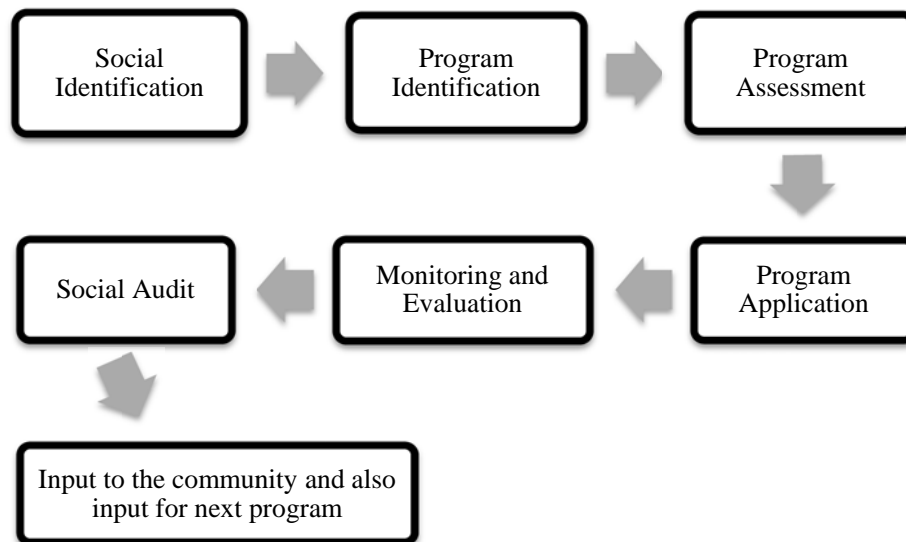 Social
Identification
Program
Identification
Program
Assessment
Program
Application
Monitoring and
Evaluation
Social Audit
Input to the community and also
input for next program